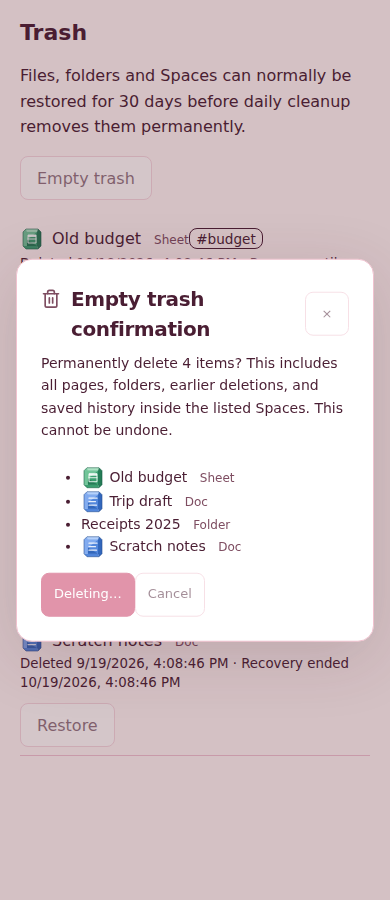 Trash
Files, folders and Spaces can normally be
restored for 30 days before daily cleanup
removes them permanently.
Empty trash
Old budget Sheet #budget
Empty trash
confirmation
×
Permanently delete 4 items? This includes
all pages, folders, earlier deletions, and
saved history inside the listed Spaces. This
cannot be undone.
• Old budget Sheet
• Trip draft Doc
• Receipts 2025 Folder
• Scratch notes Doc
Deleting... Cancel
Scratch notes Doc
Deleted 9/19/2026, 4:08:46 PM · Recovery ended
10/19/2026, 4:08:46 PM
Restore